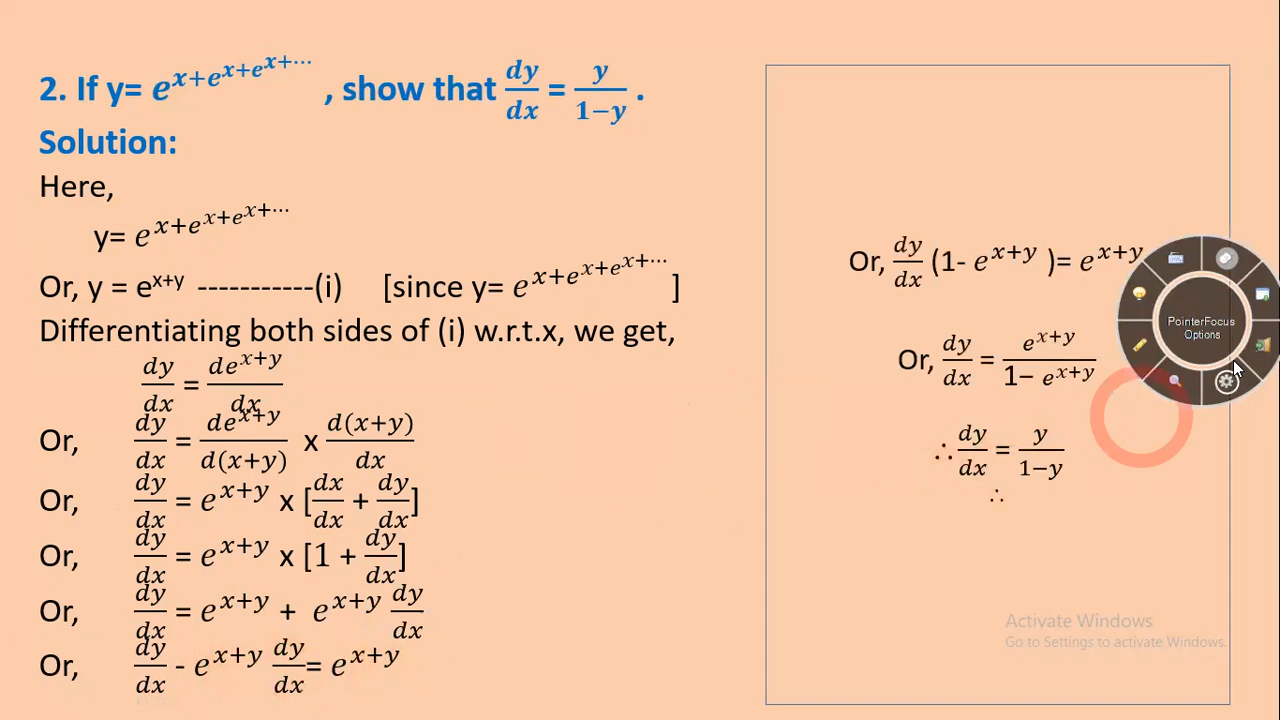 2. If y= e^{x+e^{x+e^{x+⋯}}} , show that dy/dx = y/(1−y) .
Solution:
Here,
y= e^{x+e^{x+e^{x+⋯}}}
Or, y = e^{x+y} -----------(i) [since y= e^{x+e^{x+e^{x+⋯}}} ]
Differentiating both sides of (i) w.r.t.x, we get,
dy/dx = de^{x+y}/dx
Or, dy/dx = de^{x+y}/d(x+y) x d(x+y)/dx
Or, dy/dx = e^{x+y} x [dx/dx + dy/dx]
Or, dy/dx = e^{x+y} x [1 + dy/dx]
Or, dy/dx = e^{x+y} + e^{x+y} dy/dx
Or, dy/dx - e^{x+y} dy/dx = e^{x+y}
Or, dy/dx (1- e^{x+y} )= e^{x+y}
Or, dy/dx = e^{x+y}/(1− e^{x+y})
∴ dy/dx = y/(1−y)
∴
PointerFocus
Options
Activate Windows
Go to Settings to activate Windows.